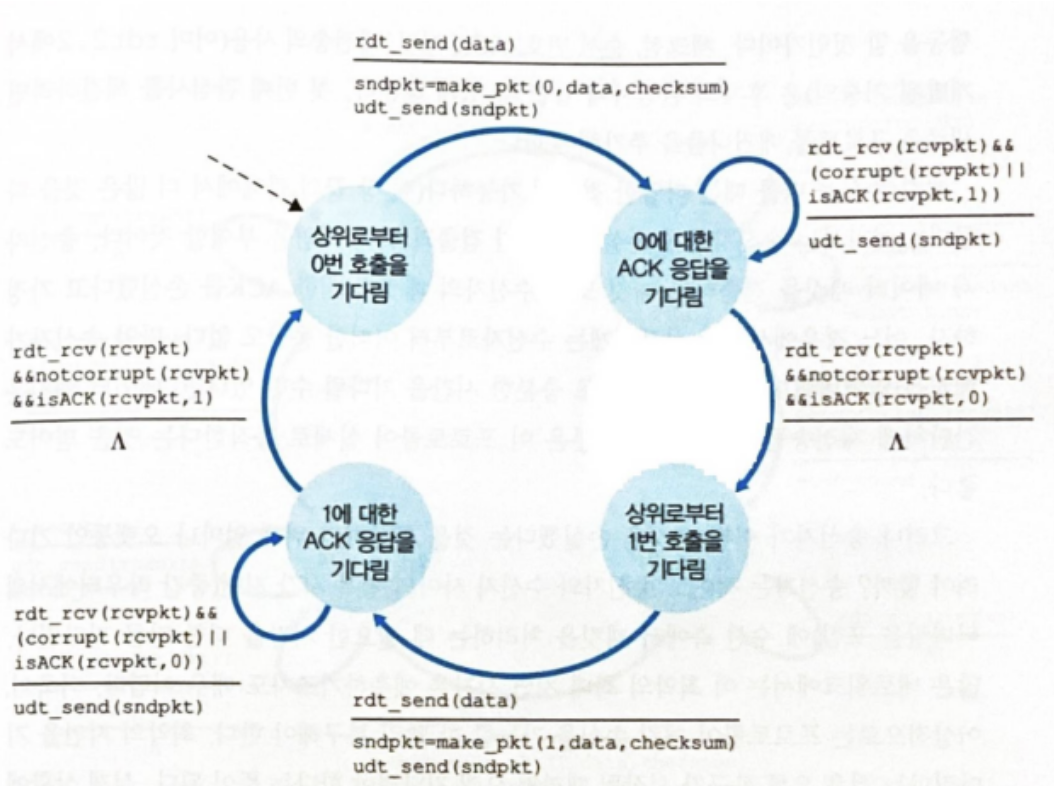 rdt_send(data)
sndpkt=make_pkt(0,data,checksum)
udt_send(sndpkt)
rdt_rcv(rcvpkt)&&
(corrupt(rcvpkt)||
isACK(rcvpkt,1))
udt_send(sndpkt)
상위로부터
0번 호출을
기다림
0에 대한
ACK 응답을
기다림
rdt_rcv(rcvpkt)
&&notcorrupt(rcvpkt)
&&isACK(rcvpkt,1)
Λ
rdt_rcv(rcvpkt)
&&notcorrupt(rcvpkt)
&&isACK(rcvpkt,0)
Λ
1에 대한
ACK 응답을
기다림
상위로부터
1번 호출을
기다림
rdt_rcv(rcvpkt)&&
(corrupt(rcvpkt)||
isACK(rcvpkt,0))
udt_send(sndpkt)
rdt_send(data)
sndpkt=make_pkt(1,data,checksum)
udt_send(sndpkt)